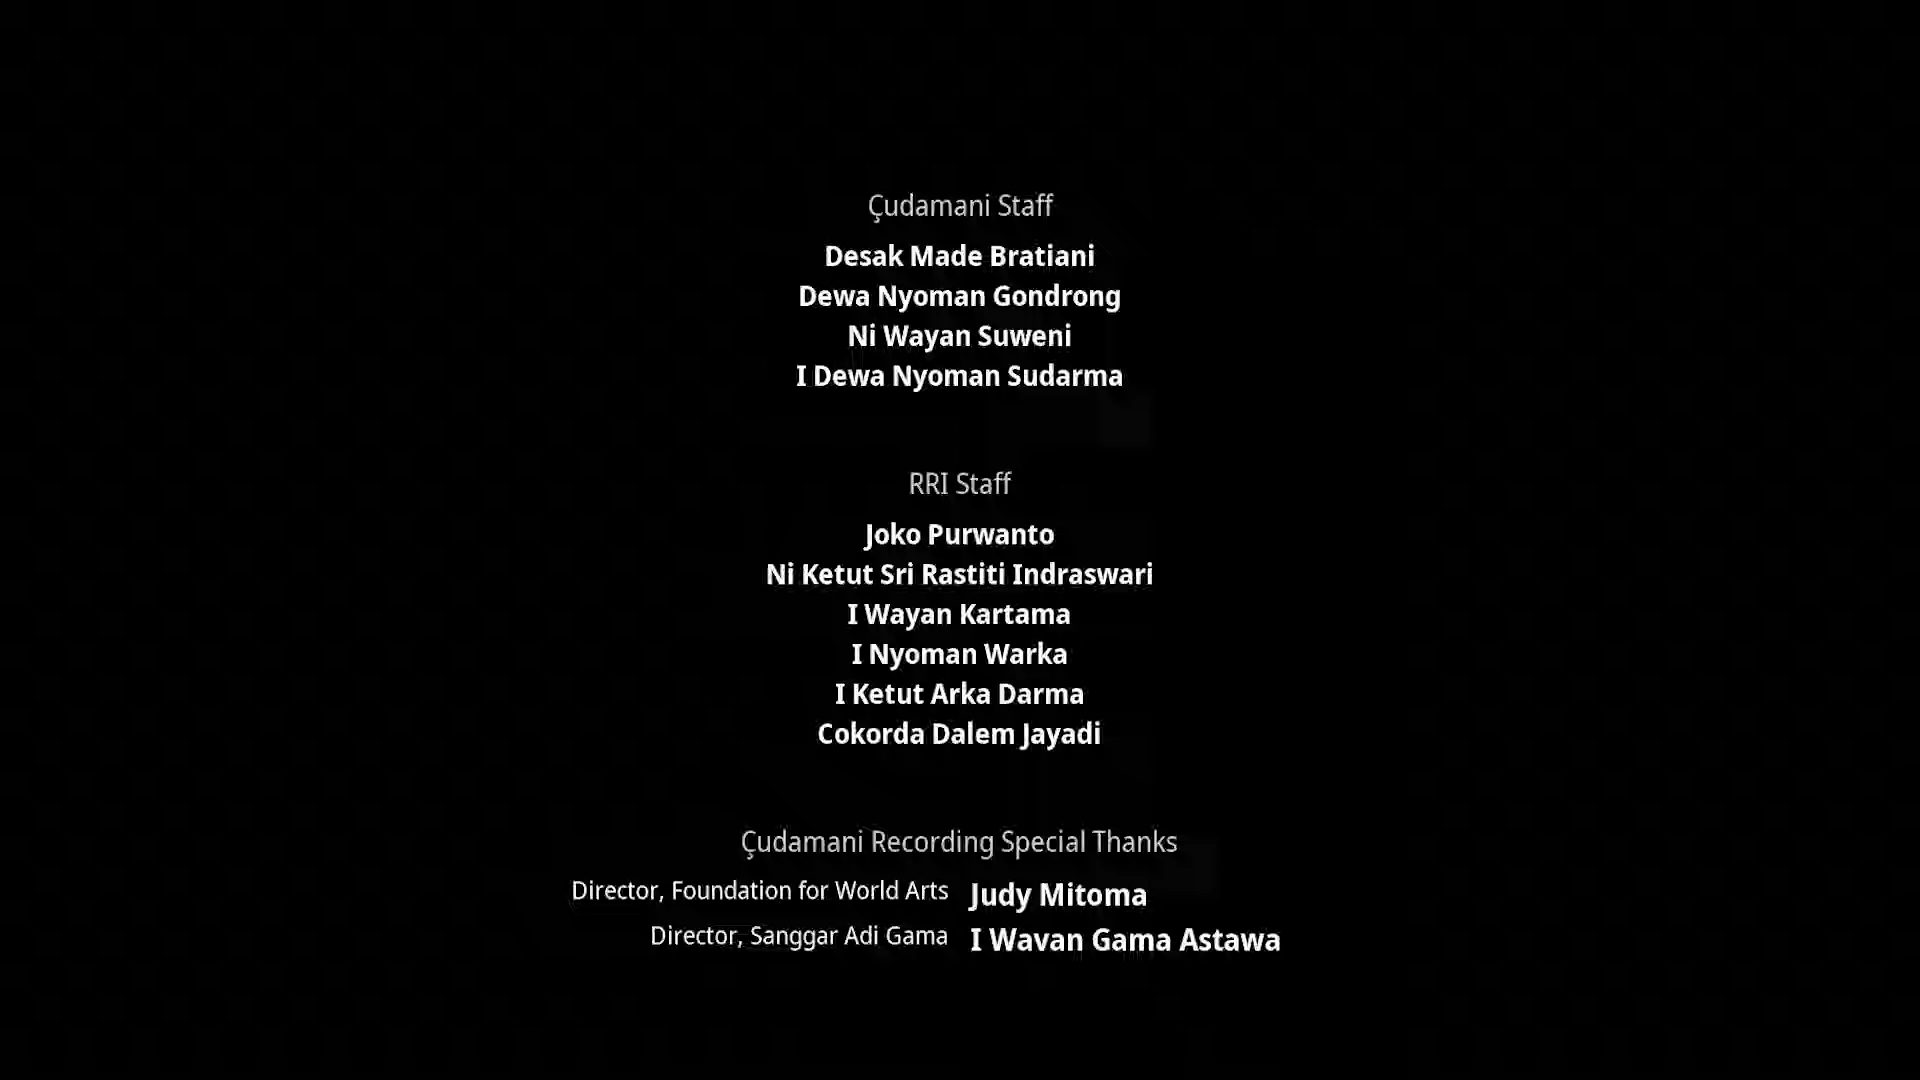 Çudamani Staff
Desak Made Bratiani
Dewa Nyoman Gondrong
Ni Wayan Suweni
I Dewa Nyoman Sudarma
RRI Staff
Joko Purwanto
Ni Ketut Sri Rastiti Indraswari
I Wayan Kartama
I Nyoman Warka
I Ketut Arka Darma
Cokorda Dalem Jayadi
Çudamani Recording Special Thanks
Director, Foundation for World Arts Judy Mitoma
Director, Sanggar Adi Gama I Wavan Gama Astawa